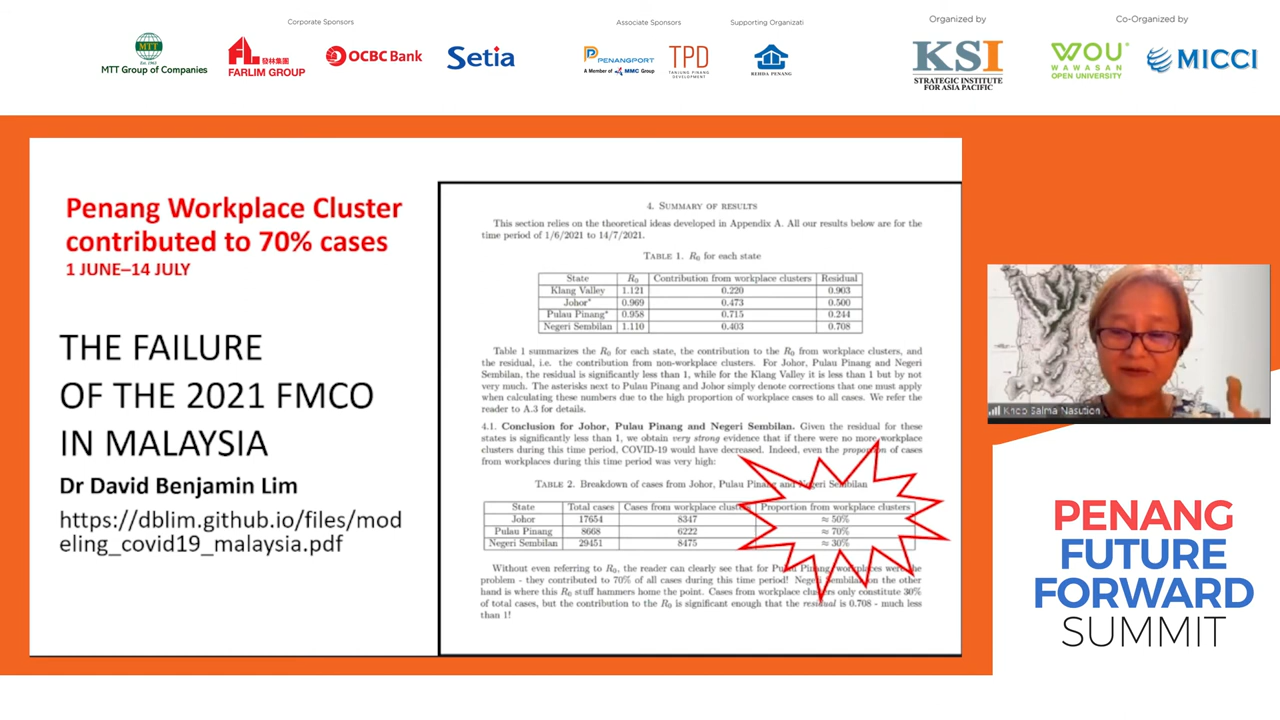 Corporate Sponsors
Associate Sponsors
Supporting Organizati
Organized by
Co-Organized by
MTT
Est. 1963
MTT Group of Companies
發林集團
FARLIM GROUP
OCBC Bank
Setia
PENANGPORT
A Member of MMC Group
TPD
TANJUNG PINANG
DEVELOPMENT
REHDA PENANG
KSI
STRATEGIC INSTITUTE
FOR ASIA PACIFIC
WOU
WAWASAN
OPEN UNIVERSITY
MICCI
Penang Workplace Cluster
contributed to 70% cases
1 JUNE–14 JULY
THE FAILURE
OF THE 2021 FMCO
IN MALAYSIA
Dr David Benjamin Lim
https://dblim.github.io/files/mod
eling_covid19_malaysia.pdf
4. SUMMARY OF RESULTS
This section relies on the theoretical ideas developed in Appendix A. All our results below are for the
time period of 1/6/2021 to 14/7/2021.
TABLE 1. R0 for each state
State R0 Contribution from workplace clusters Residual
Klang Valley 1.121 0.220 0.903
Johor* 0.969 0.473 0.500
Pulau Pinang* 0.958 0.715 0.244
Negeri Sembilan 1.110 0.403 0.708
Table 1 summarizes the R0 for each state, the contribution to the R0 from workplace clusters, and
the residual, i.e. the contribution from non-workplace clusters. For Johor, Pulau Pinang and Negeri
Sembilan, the residual is significantly less than 1, while for the Klang Valley it is less than 1 but by not
very much. The asterisks next to Pulau Pinang and Johor simply denote corrections that one must apply
when calculating these numbers due to the high proportion of workplace cases to all cases. We refer the
reader to A.3 for details.
4.1. Conclusion for Johor, Pulau Pinang and Negeri Sembilan. Given the residual for these
states is significantly less than 1, we obtain very strong evidence that if there were no more workplace
clusters during this time period, COVID-19 would have decreased. Indeed, even the proportion of cases
from workplaces during this time period was very high:
TABLE 2. Breakdown of cases from Johor, Pulau Pinang and Negeri Sembilan
State Total cases Cases from workplace clusters Proportion from workplace clusters
Johor 17654 8347 ≈ 50%
Pulau Pinang 8668 6222 ≈ 70%
Negeri Sembilan 29451 8475 ≈ 30%
Without even referring to R0, the reader can clearly see that for Pulau Pinang, workplaces were the
problem - they contributed to 70% of all cases during this time period! Negeri Sembilan on the other
hand is where this R0 stuff hammers home the point. Cases from workplace clusters only constitute 30%
of total cases, but the contribution to the R0 is significant enough that the residual is 0.708 - much less
than 1!
Khoo Salma Nasution
PENANG
FUTURE
FORWARD
SUMMIT